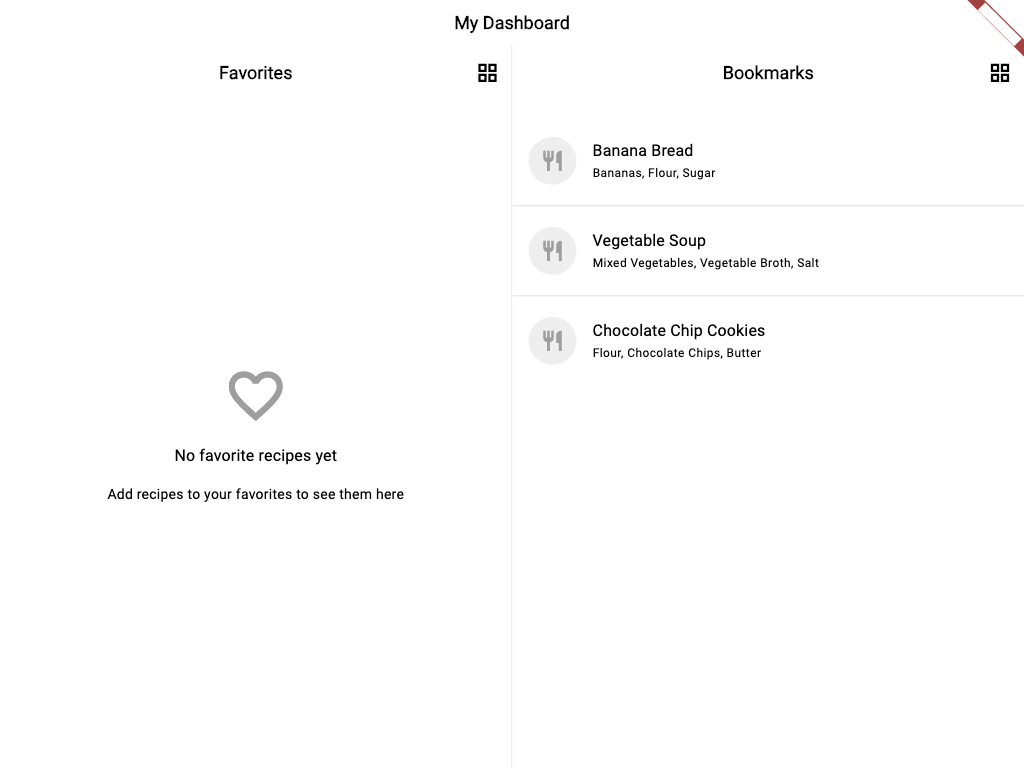 My Dashboard
Favorites
No favorite recipes yet
Add recipes to your favorites to see them here
Bookmarks
Banana Bread
Bananas, Flour, Sugar
Vegetable Soup
Mixed Vegetables, Vegetable Broth, Salt
Chocolate Chip Cookies
Flour, Chocolate Chips, Butter